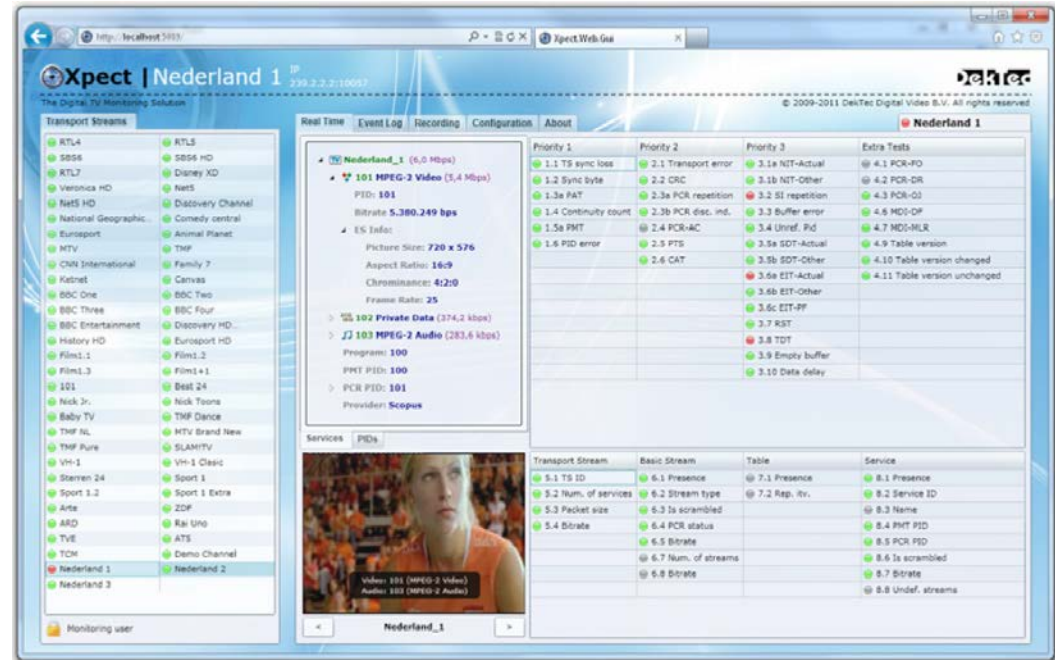 http://localhost:5493/
Xpect.Web.Gui
Xpect | Nederland 1 IP 239.2.2.2:10057
DekTec
The Digital TV Monitoring Solution
© 2009-2011 DekTec Digital Video B.V. All rights reserved
Transport Streams
RTL4 RTL5
SBS6 SBS6 HD
RTL7 Disney XD
Veronica HD Net5
Net5 HD Discovery Channel
National Geographic.. Comedy central
Eurosport Animal Planet
MTV TMF
CNN International Family 7
Ketnet Canvas
BBC One BBC Two
BBC Three BBC Four
BBC Entertainment Discovery HD..
History HD Eurosport HD
Film1.1 Film1.2
Film1.3 Film1+1
101 Best 24
Nick Jr. Nick Toons
Baby TV TMF Dance
TMF NL MTV Brand New
TMF Pure SLAM!TV
VH-1 VH-1 Clasic
Sterren 24 Sport 1
Sport 1.2 Sport 1 Extra
Arte ZDF
ARD Rai Uno
TVE ATS
TCM Demo Channel
Nederland 1 Nederland 2
Nederland 3
Monitoring user
Real Time Event Log Recording Configuration About
Nederland 1
TV Nederland_1 (6,0 Mbps)
101 MPEG-2 Video (5,4 Mbps)
PID: 101
Bitrate 5.380.249 bps
ES Info:
Picture Size: 720 x 576
Aspect Ratio: 16:9
Chrominance: 4:2:0
Frame Rate: 25
102 Private Data (374,2 kbps)
103 MPEG-2 Audio (283,6 kbps)
Program: 100
PMT PID: 100
PCR PID: 101
Provider: Scopus
Services PIDs
Video: 101 (MPEG-2 Video)
Audio: 103 (MPEG-2 Audio)
< Nederland_1 >
Priority 1 Priority 2 Priority 3 Extra Tests
1.1 TS sync loss 2.1 Transport error 3.1a NIT-Actual 4.1 PCR-FO
1.2 Sync byte 2.2 CRC 3.1b NIT-Other 4.2 PCR-DR
1.3a PAT 2.3a PCR repetition 3.2 SI repetition 4.3 PCR-OJ
1.4 Continuity count 2.3b PCR disc. ind. 3.3 Buffer error 4.6 MDI-DF
1.5a PMT 2.4 PCR-AC 3.4 Unref. Pid 4.7 MDI-MLR
1.6 PID error 2.5 PTS 3.5a SDT-Actual 4.9 Table version
2.6 CAT 3.5b SDT-Other 4.10 Table version changed
3.6a EIT-Actual 4.11 Table version unchanged
3.6b EIT-Other
3.6c EIT-PF
3.7 RST
3.8 TDT
3.9 Empty buffer
3.10 Data delay
Transport Stream Basic Stream Table Service
5.1 TS ID 6.1 Presence 7.1 Presence 8.1 Presence
5.2 Num. of services 6.2 Stream type 7.2 Rep. itv. 8.2 Service ID
5.3 Packet size 6.3 Is scrambled 8.3 Name
5.4 Bitrate 6.4 PCR status 8.4 PMT PID
6.5 Bitrate 8.5 PCR PID
6.7 Num. of streams 8.6 Is scrambled
6.8 Bitrate 8.7 Bitrate
8.8 Undef. streams